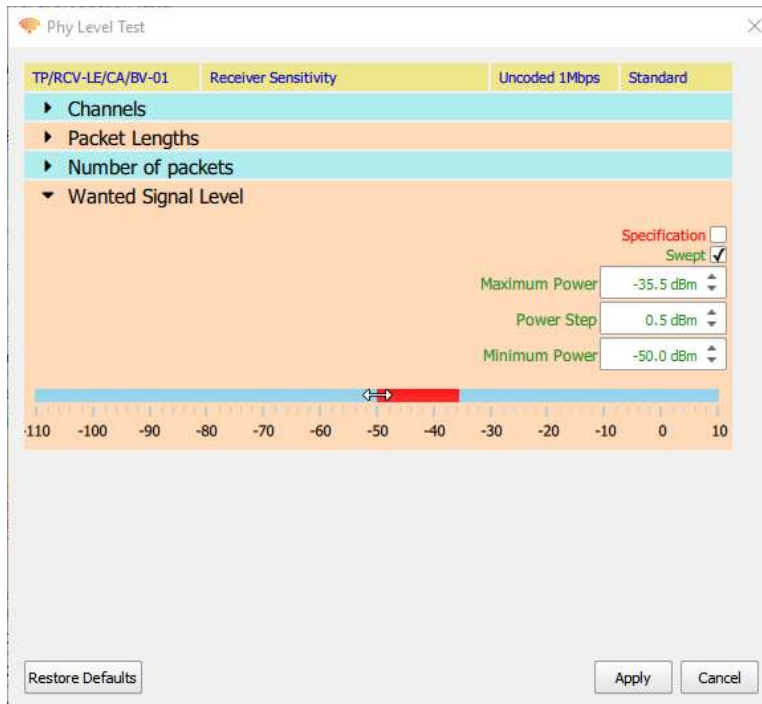 Phy Level Test
TP/RCV-LE/CA/BV-01 Receiver Sensitivity Uncoded 1Mbps Standard
Channels
Packet Lengths
Number of packets
Wanted Signal Level
Specification
Swept
Maximum Power -35.5 dBm
Power Step 0.5 dBm
Minimum Power -50.0 dBm
-110 -100 -90 -80 -70 -60 -50 -40 -30 -20 -10 0 10
Restore Defaults Apply Cancel